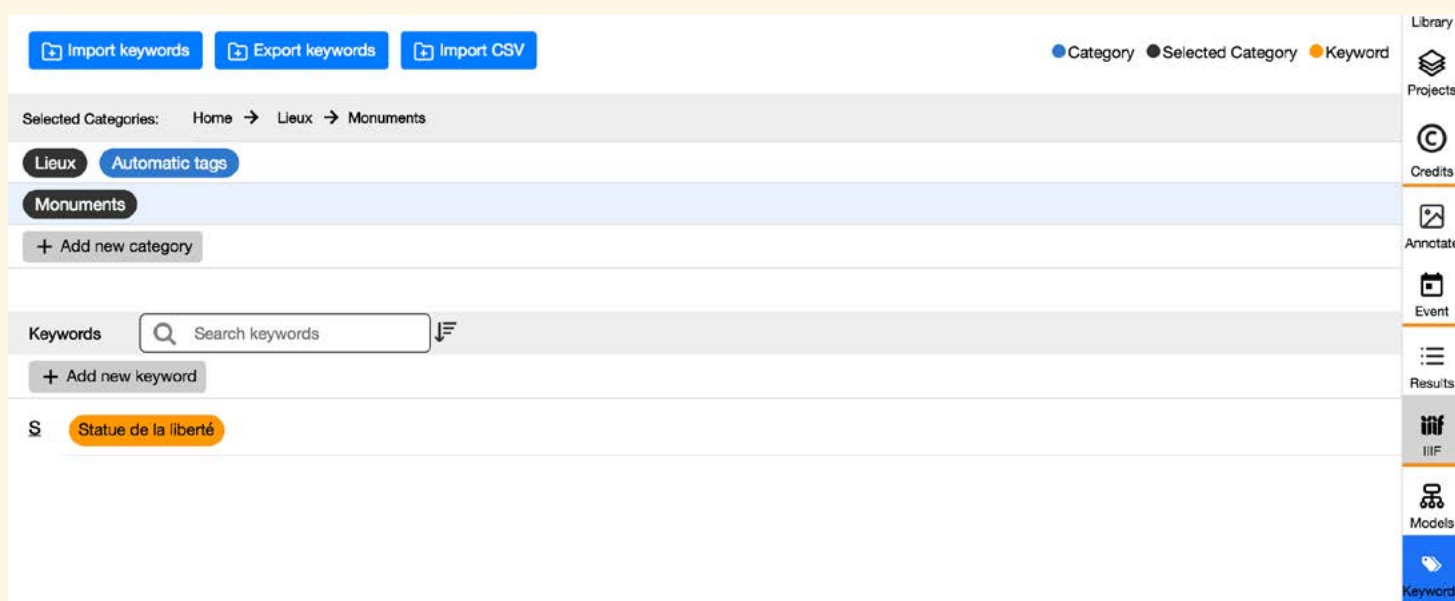 Import keywords Export keywords Import CSV
Category Selected Category Keyword
Selected Categories: Home → Lieux → Monuments
Lieux Automatic tags
Monuments
+ Add new category
Keywords Search keywords
+ Add new keyword
S Statue de la liberté
Library
Projects
Credits
Annotate
Event
Results
iiif
IIIF
Models
Keyword